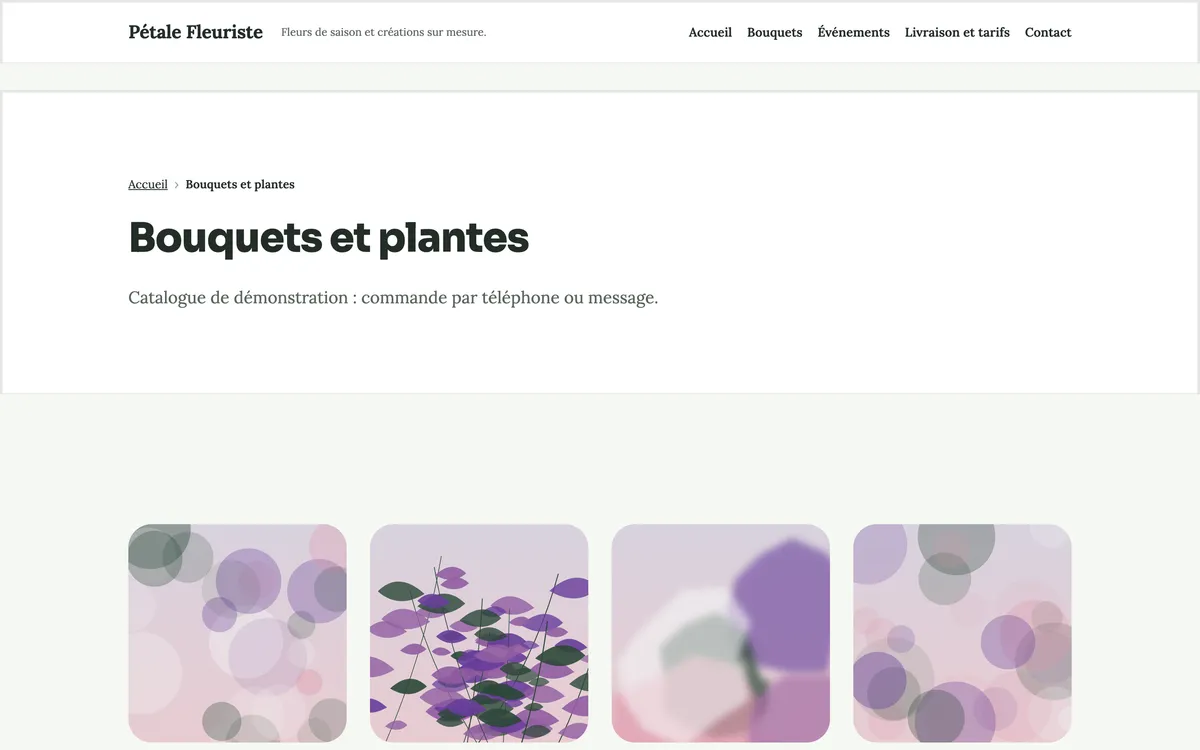 Pétale Fleuriste
Fleurs de saison et créations sur mesure.
Accueil Bouquets Événements Livraison et tarifs Contact
Accueil › Bouquets et plantes
Bouquets et plantes
Catalogue de démonstration : commande par téléphone ou message.